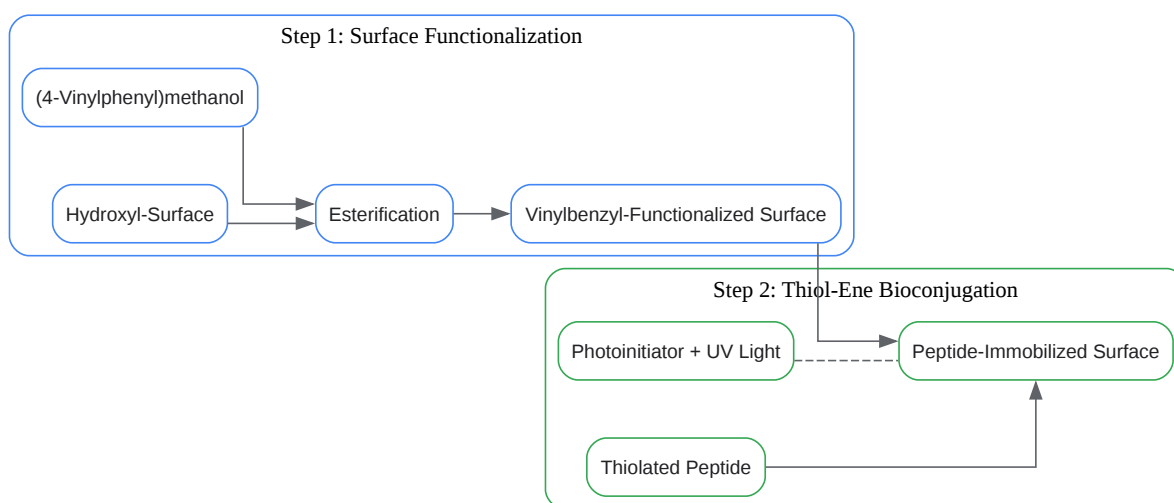 Step 1: Surface Functionalization
(4-Vinylphenyl)methanol
Hydroxyl-Surface
Esterification
Vinylbenzyl-Functionalized Surface
Step 2: Thiol-Ene Bioconjugation
Photoinitiator + UV Light
Peptide-Immobilized Surface
Thiolated Peptide